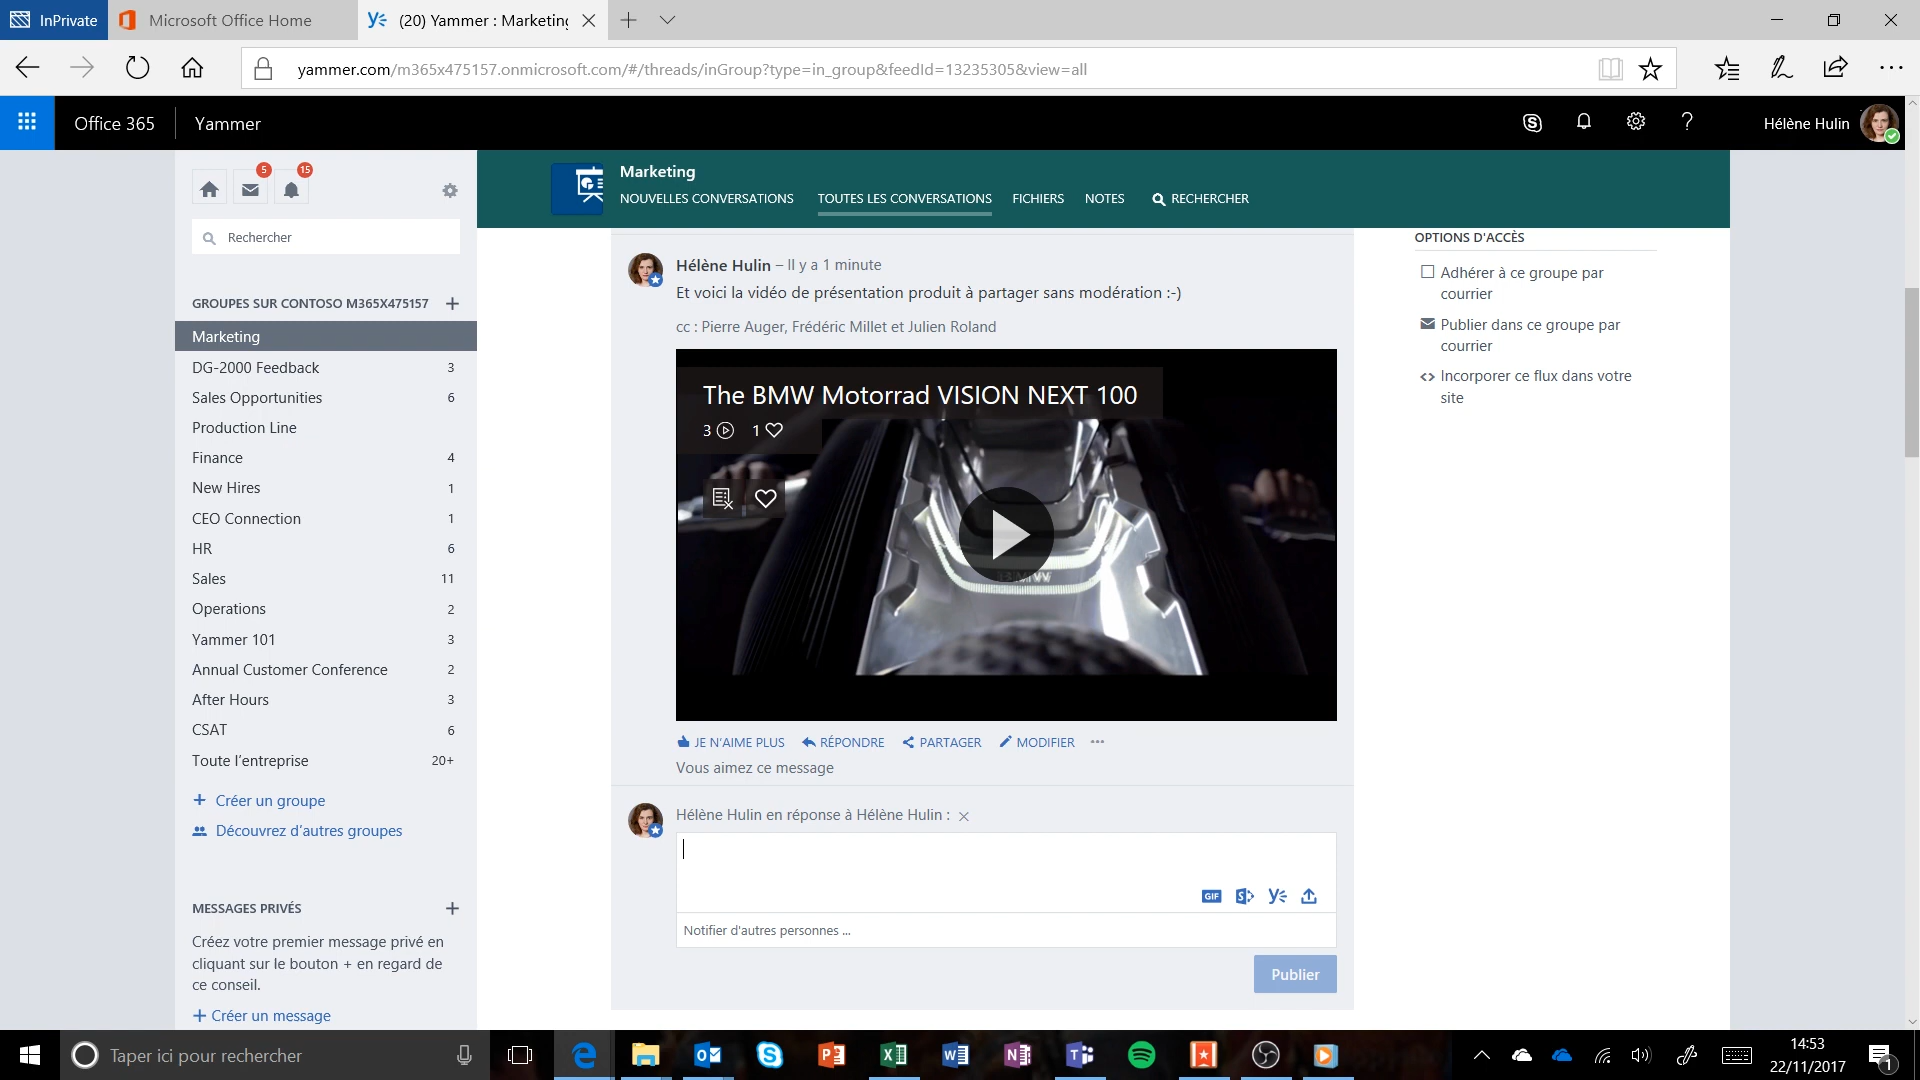 InPrivate
Microsoft Office Home
(20) Yammer : Marketing
yammer.com/m365x475157.onmicrosoft.com/#/threads/inGroup?type=in_group&feedId=13235305&view=all
Office 365
Yammer
Hélène Hulin
5
15
Rechercher
GROUPES SUR CONTOSO M365X475157
Marketing
DG-2000 Feedback 3
Sales Opportunities 6
Production Line
Finance 4
New Hires 1
CEO Connection 1
HR 6
Sales 11
Operations 2
Yammer 101 3
Annual Customer Conference 2
After Hours 3
CSAT 6
Toute l'entreprise 20+
Créer un groupe
Découvrez d'autres groupes
MESSAGES PRIVÉS
Créez votre premier message privé en
cliquant sur le bouton + en regard de
ce conseil.
Créer un message
Marketing
NOUVELLES CONVERSATIONS TOUTES LES CONVERSATIONS FICHIERS NOTES RECHERCHER
Hélène Hulin – Il y a 1 minute
Et voici la vidéo de présentation produit à partager sans modération :-)
cc : Pierre Auger, Frédéric Millet et Julien Roland
The BMW Motorrad VISION NEXT 100
3 1
JE N'AIME PLUS RÉPONDRE PARTAGER MODIFIER
Vous aimez ce message
Hélène Hulin en réponse à Hélène Hulin :
GIF
Notifier d'autres personnes ...
Publier
OPTIONS D'ACCÈS
Adhérer à ce groupe par
courrier
Publier dans ce groupe par
courrier
Incorporer ce flux dans votre
site
Taper ici pour rechercher
14:53
22/11/2017
1